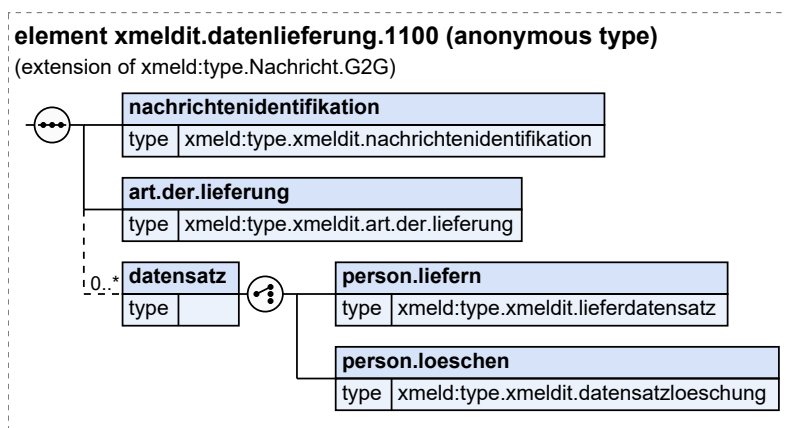 element xmeldit.datenlieferung.1100 (anonymous type)
(extension of xmeld:type.Nachricht.G2G)
nachrichtenidentifikation
type xmeld:type.xmeldit.nachrichtenidentifikation
art.der.lieferung
type xmeld:type.xmeldit.art.der.lieferung
0..* datensatz
type
person.liefern
type xmeld:type.xmeldit.lieferdatensatz
person.loeschen
type xmeld:type.xmeldit.datensatzloeschung